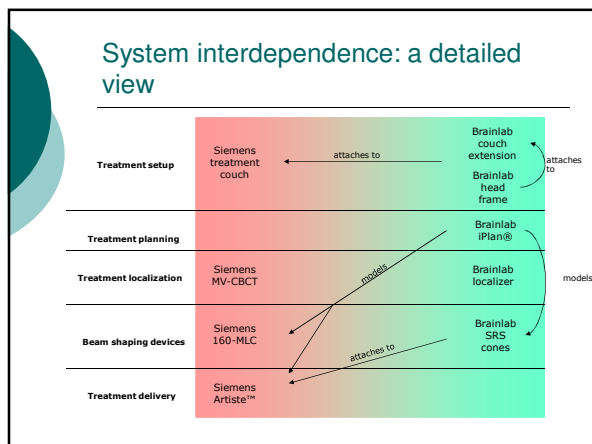 System interdependence: a detailed
view
Treatment setup
Siemens
treatment
couch
attaches to
Brainlab
couch
extension
Brainlab
head
frame
attaches
to
Treatment planning
Brainlab
iPlan®
models
models
Treatment localization
Siemens
MV-CBCT
Brainlab
localizer
Beam shaping devices
Siemens
160-MLC
attaches to
Brainlab
SRS
cones
Treatment delivery
Siemens
Artiste™